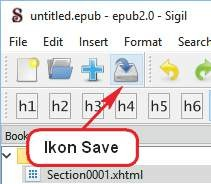 untitled.epub - epub2.0 - Sigil
File Edit Insert Format Search
h1 h2 h3 h4 h5 h6
Book
Ikon Save
Section0001.xhtml